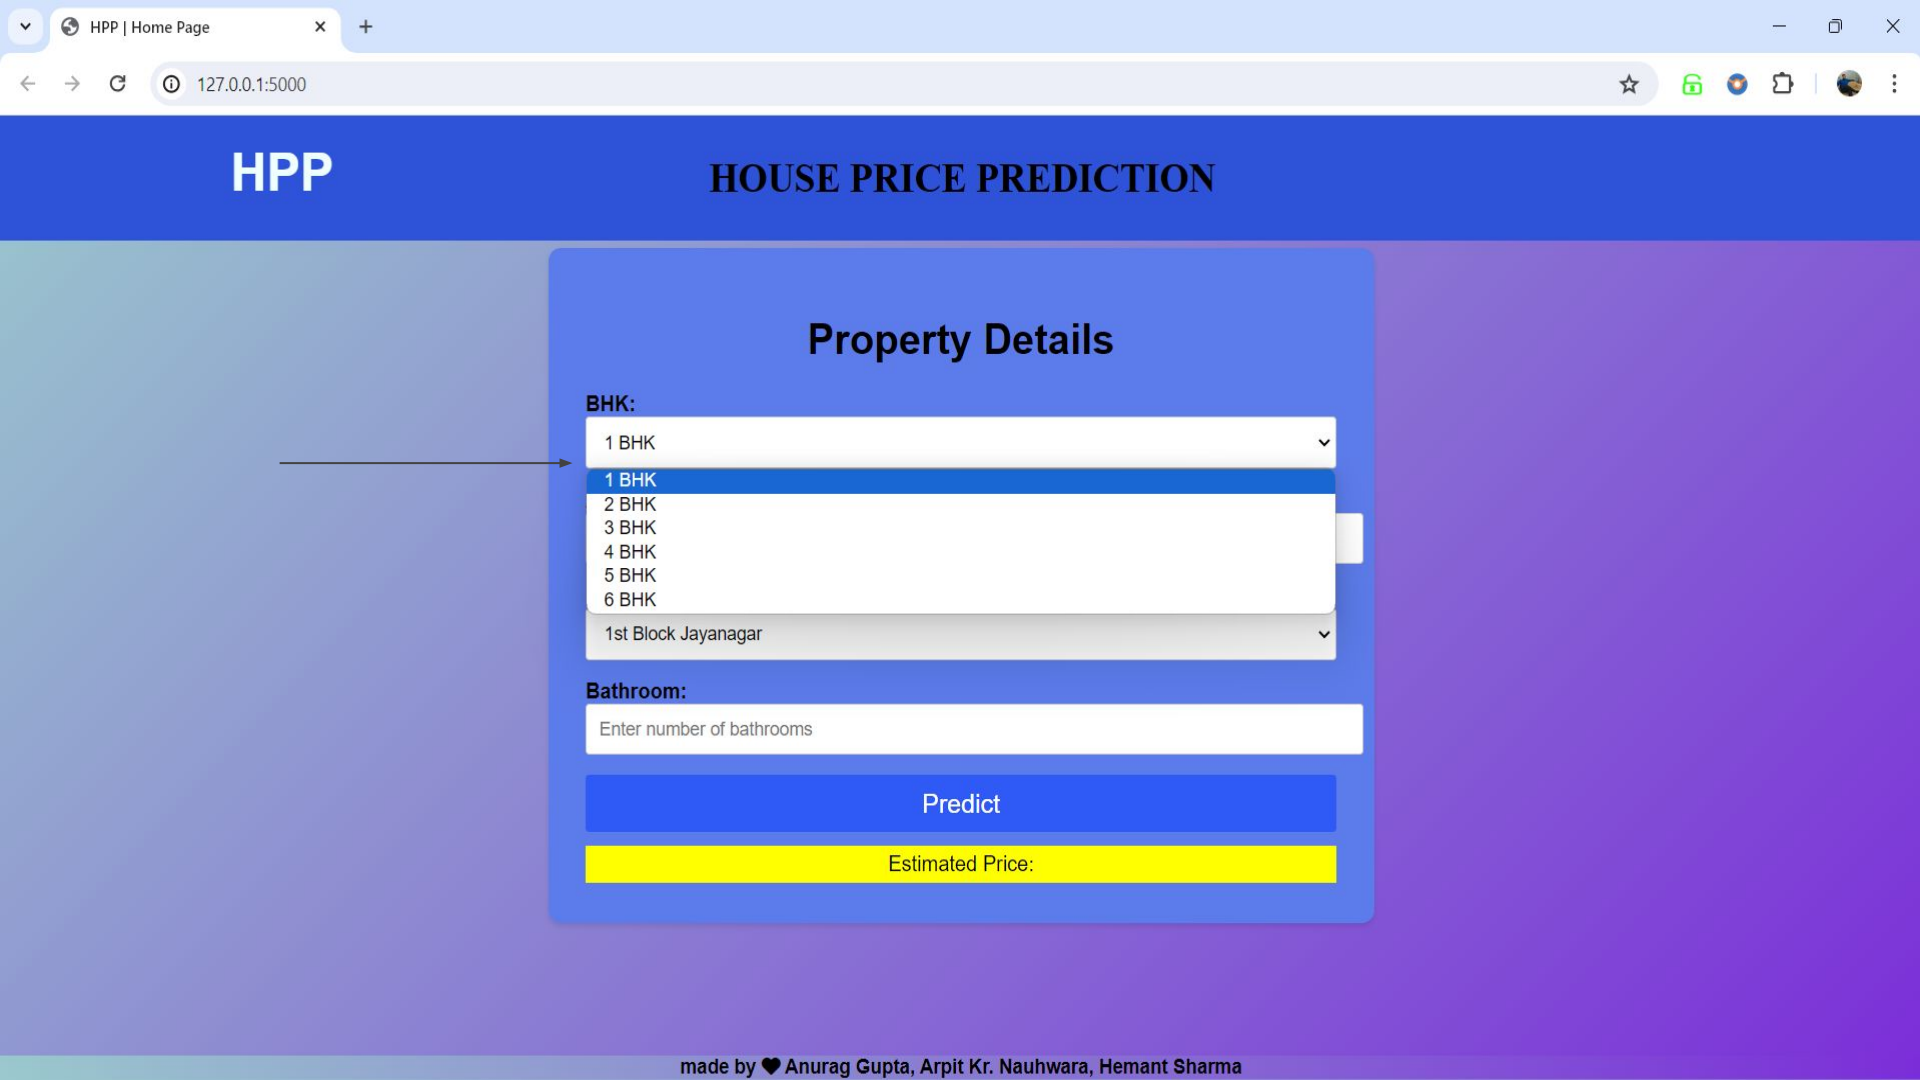 HPP | Home Page
127.0.0.1:5000
HPP
HOUSE PRICE PREDICTION
Property Details
BHK:
1 BHK
1 BHK
2 BHK
3 BHK
4 BHK
5 BHK
6 BHK
1st Block Jayanagar
Bathroom:
Enter number of bathrooms
Predict
Estimated Price:
made by 🖤 Anurag Gupta, Arpit Kr. Nauhwara, Hemant Sharma